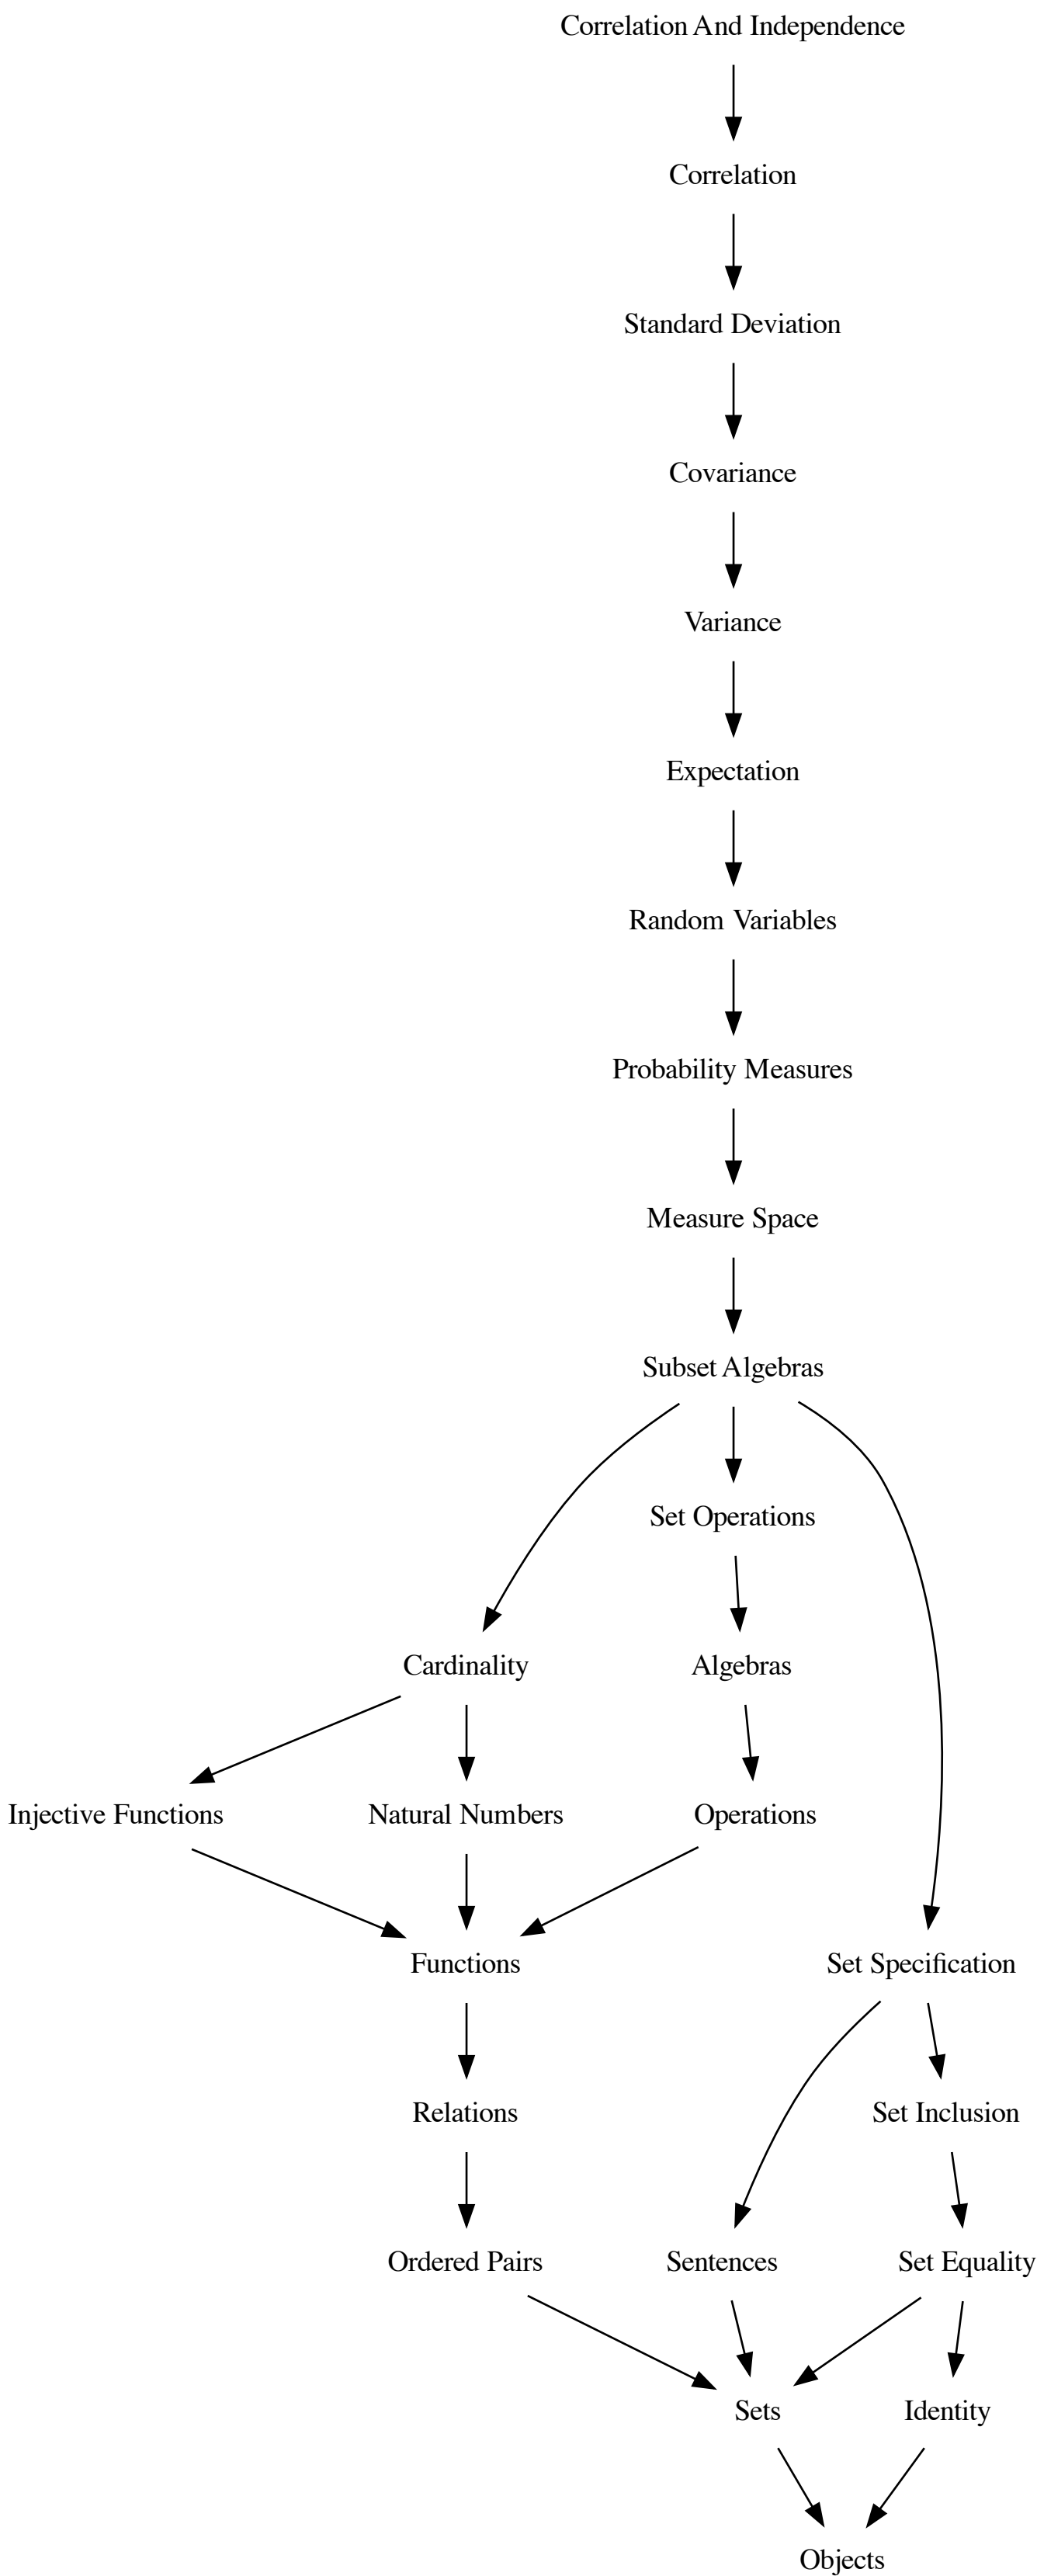 Correlation And Independence
Correlation
Standard Deviation
Covariance
Variance
Expectation
Random Variables
Probability Measures
Measure Space
Subset Algebras
Set Operations
Cardinality
Algebras
Injective Functions
Natural Numbers
Operations
Functions
Set Specification
Relations
Set Inclusion
Ordered Pairs
Sentences
Set Equality
Sets
Identity
Objects